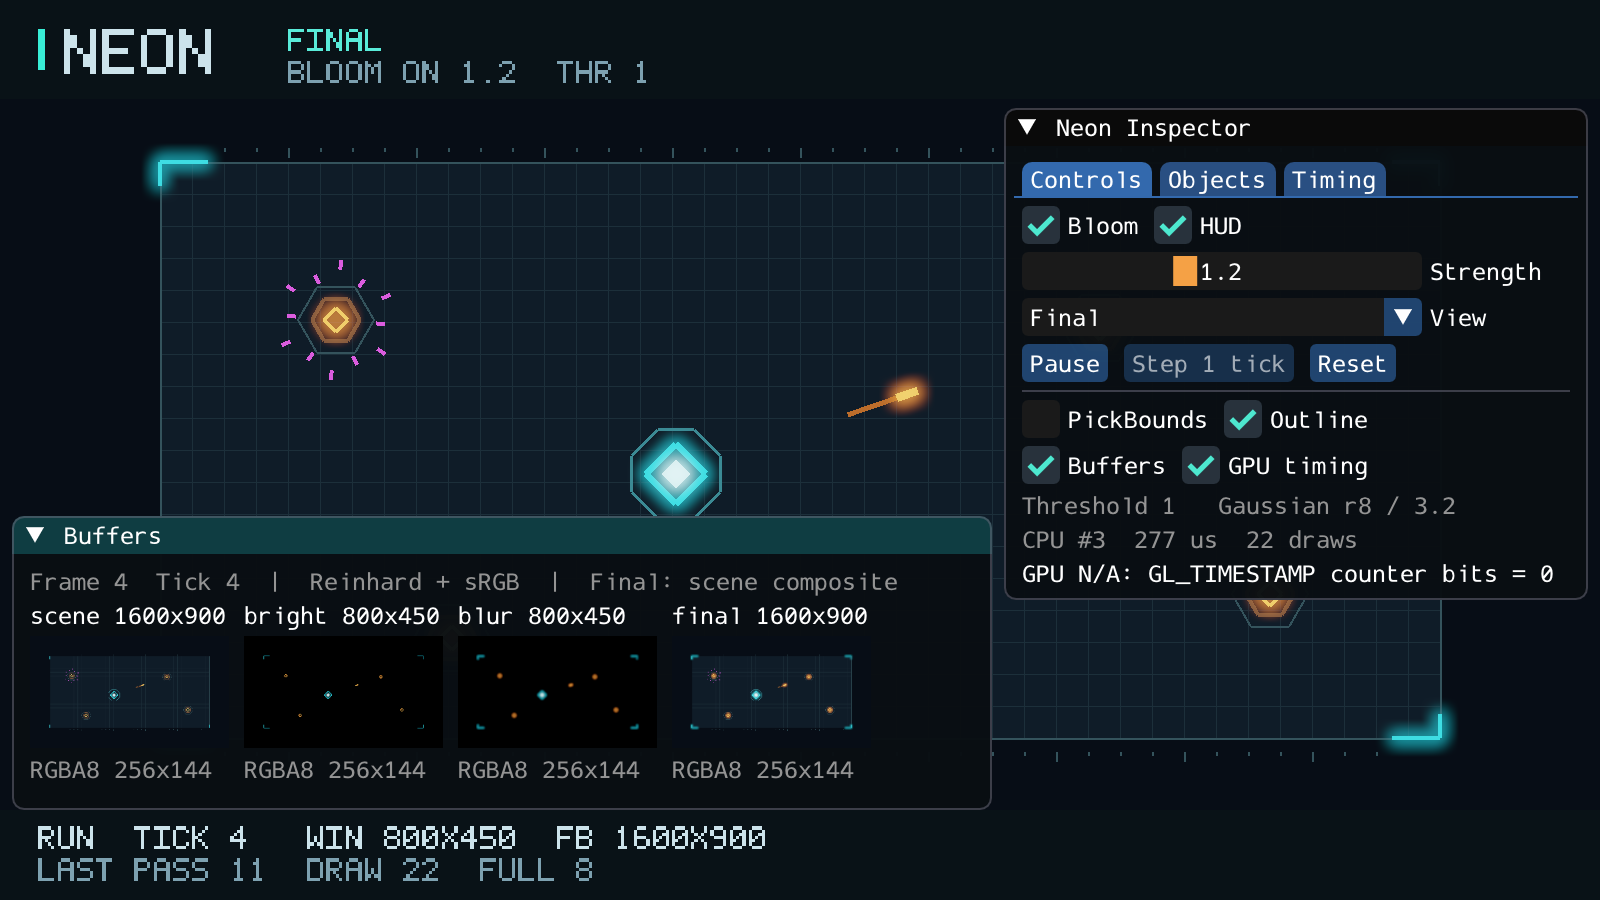 NEON
FINAL
BLOOM ON 1.2 THR 1
Neon Inspector
Controls Objects Timing
Bloom HUD
1.2 Strength
Final View
Pause Step 1 tick Reset
PickBounds Outline
Buffers GPU timing
Threshold 1 Gaussian r8 / 3.2
CPU #3 277 us 22 draws
GPU N/A: GL_TIMESTAMP counter bits = 0
Buffers
Frame 4 Tick 4 | Reinhard + sRGB | Final: scene composite
scene 1600x900 bright 800x450 blur 800x450 final 1600x900
RGBA8 256x144 RGBA8 256x144 RGBA8 256x144 RGBA8 256x144
RUN TICK 4 WIN 800X450 FB 1600X900
LAST PASS 11 DRAW 22 FULL 8